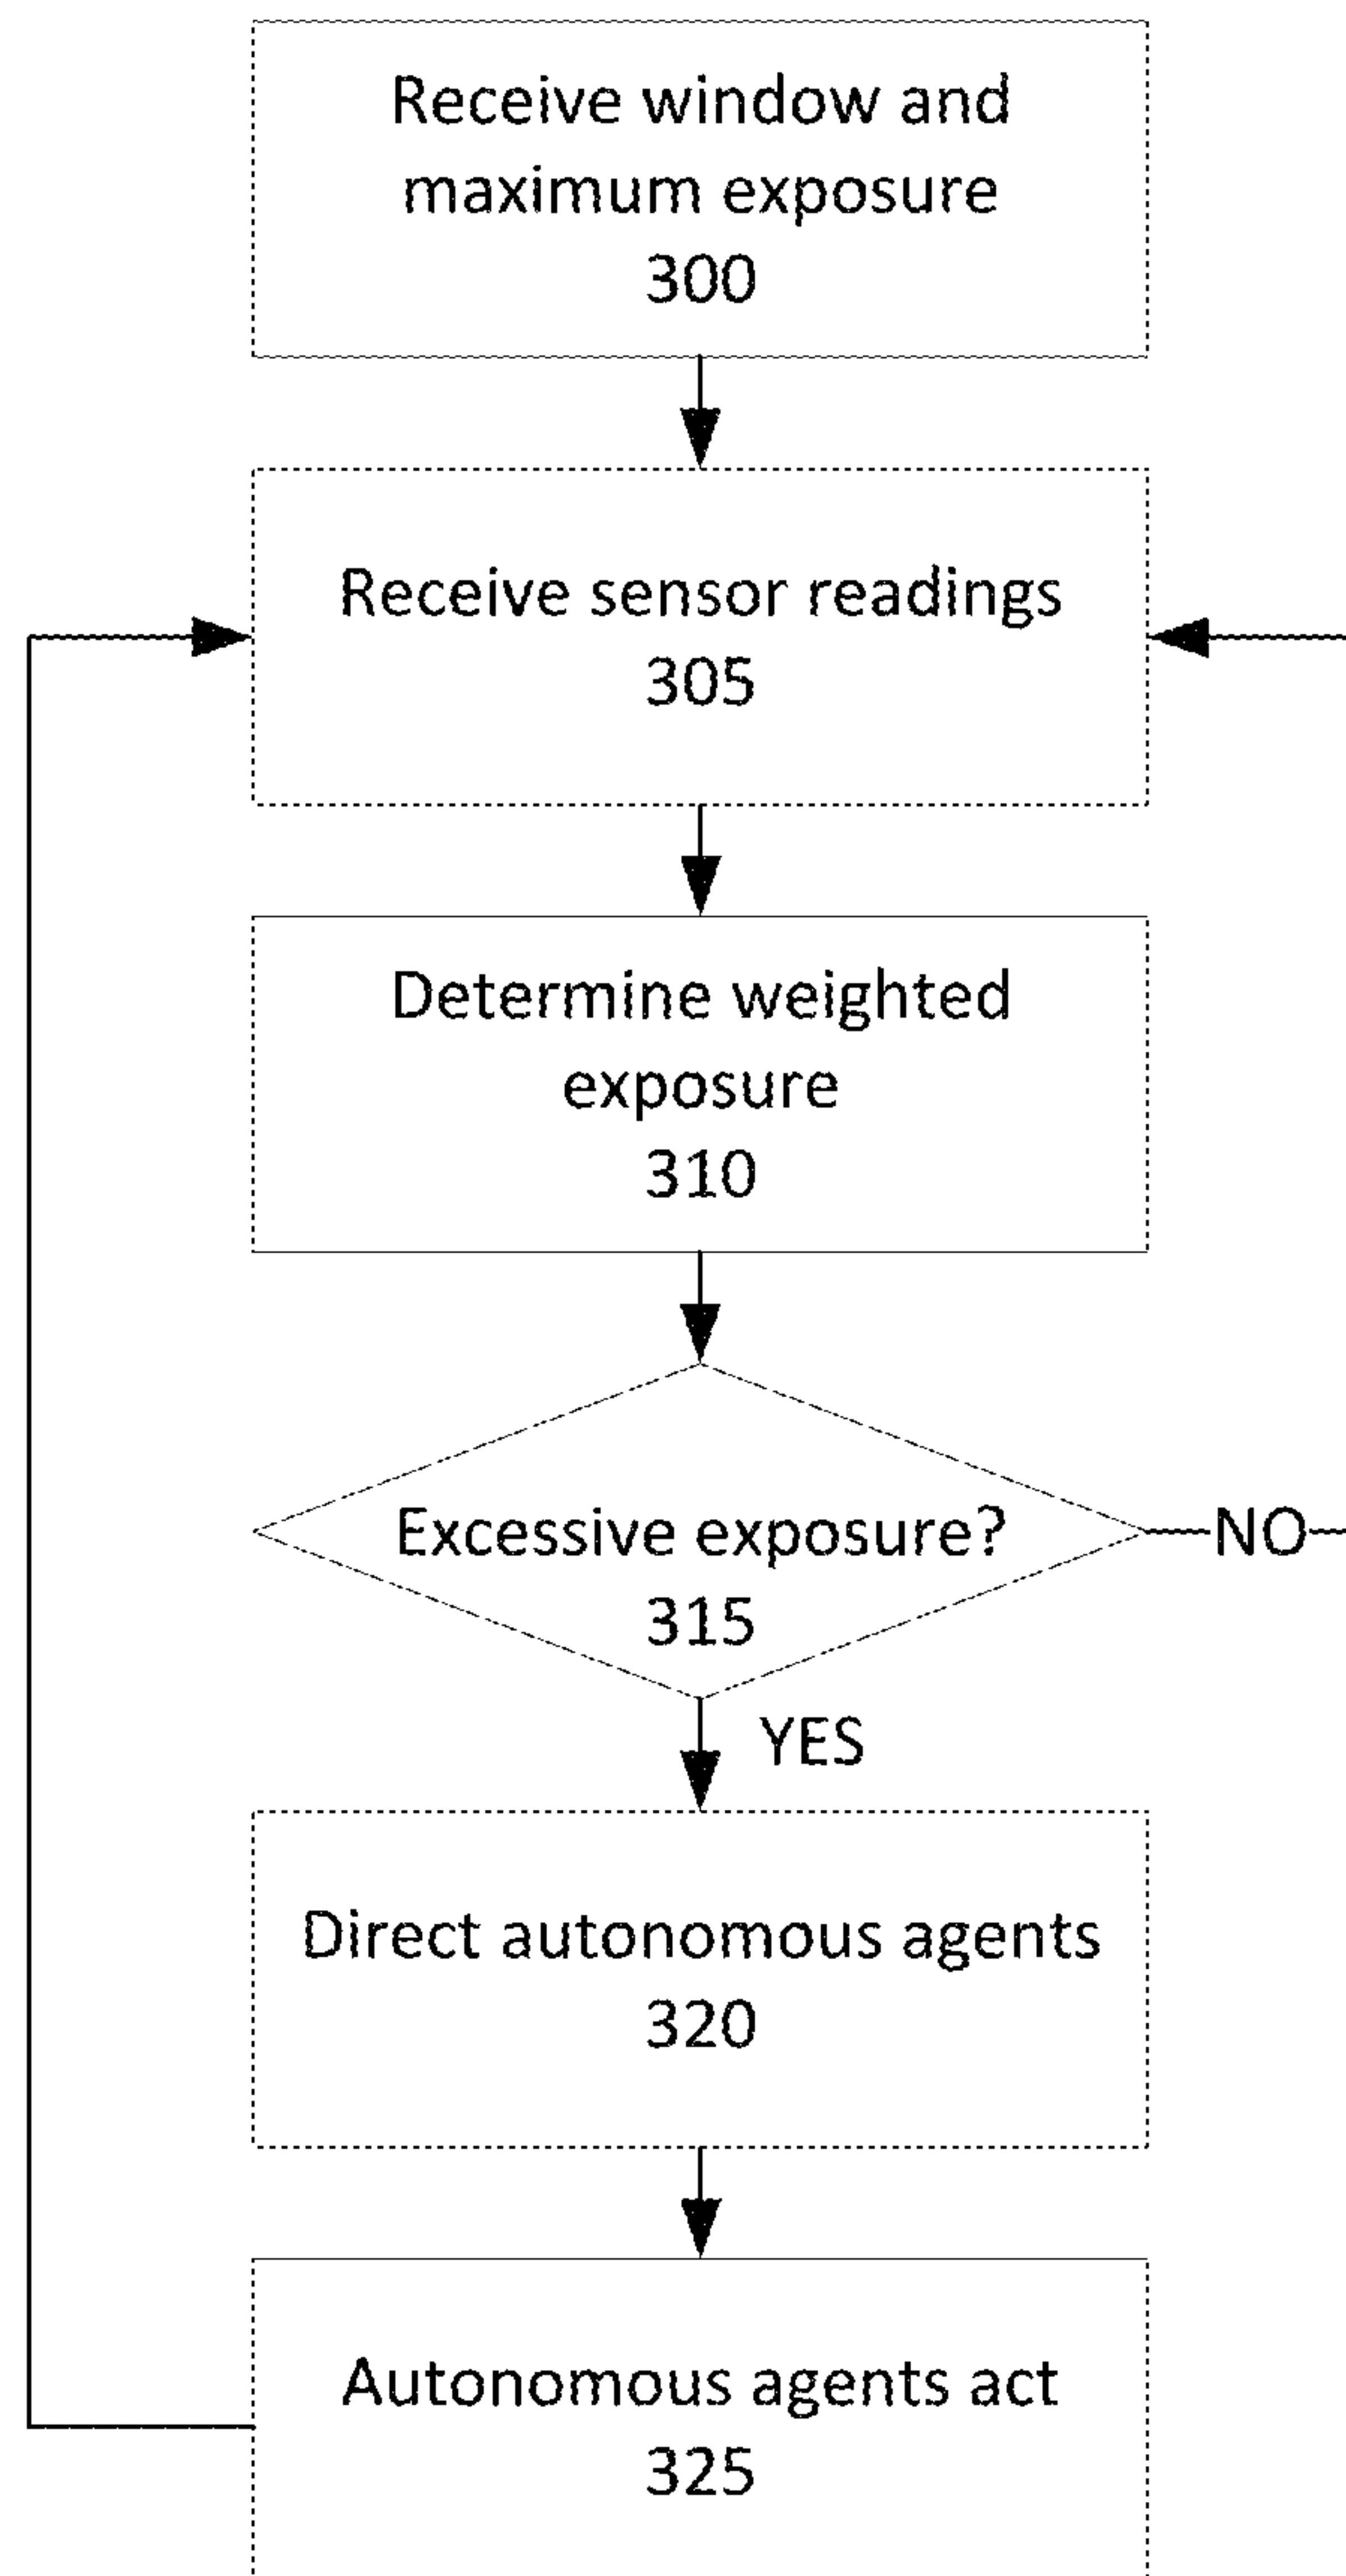 Receive window and
maximum exposure
300
Receive sensor readings
305
Determine weighted
exposure
310
Excessive exposure?
315
NO
YES
Direct autonomous agents
320
Autonomous agents act
325